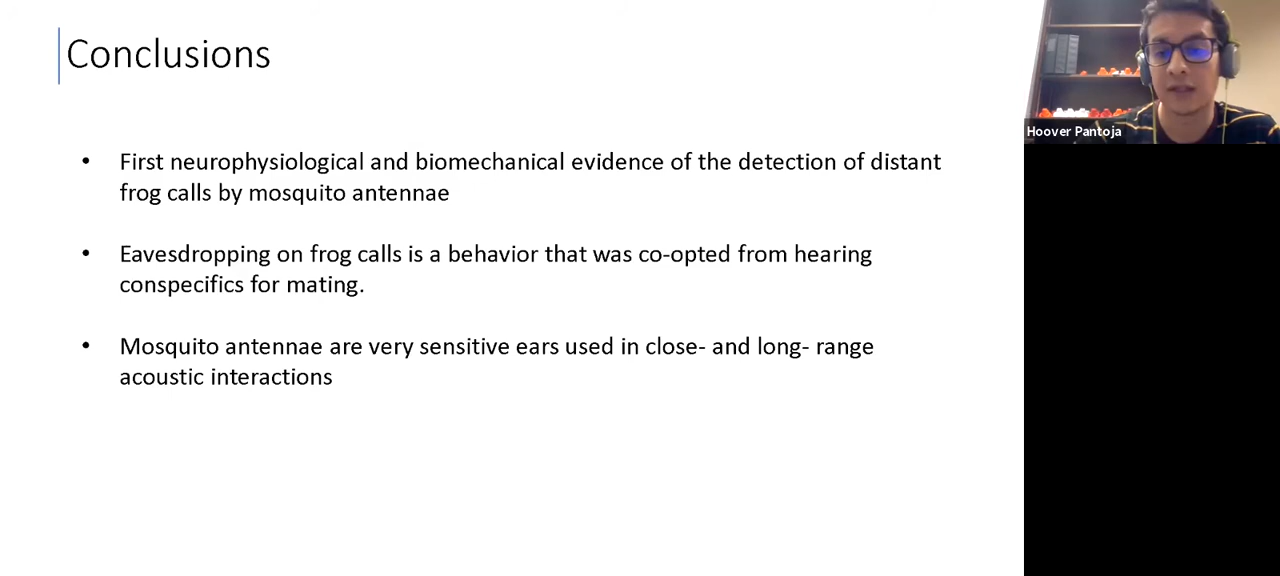 Conclusions
• First neurophysiological and biomechanical evidence of the detection of distant
frog calls by mosquito antennae
• Eavesdropping on frog calls is a behavior that was co-opted from hearing
conspecifics for mating.
• Mosquito antennae are very sensitive ears used in close- and long- range
acoustic interactions
Hoover Pantoja